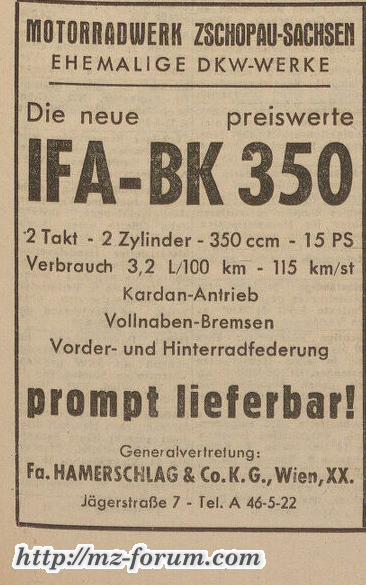 MOTORRADWERK ZSCHOPAU-SACHSEN
EHEMALIGE DKW-WERKE
Die neue preiswerte
IFA-BK 350
2 Takt - 2 Zylinder - 350 ccm - 15 PS
Verbrauch 3,2 L/100 km - 115 km/st
Kardan-Antrieb
Vollnaben-Bremsen
Vorder- und Hinterradfederung
prompt lieferbar!
Generalvertretung:
Fa. HAMERSCHLAG & Co. K. G., Wien, XX.
Jägerstraße 7 - Tel. A 46-5-22
http://mz-forum.com